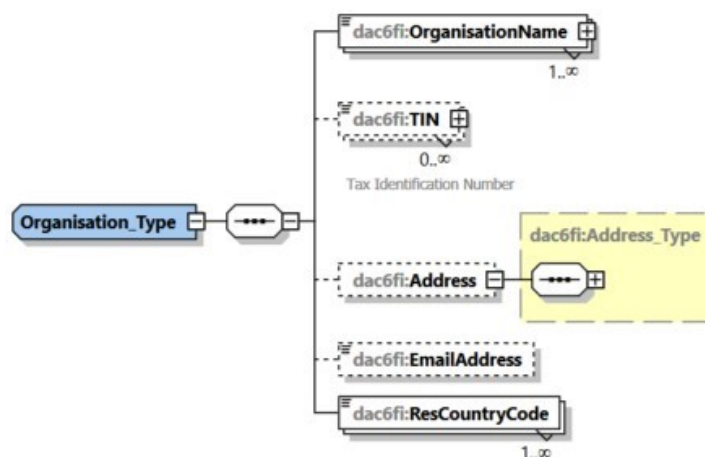 dac6fi:OrganisationName
1..∞
dac6fi:TIN
0..∞
Tax Identification Number
Organisation_Type
dac6fi:Address_Type
dac6fi:Address
dac6fi:EmailAddress
dac6fi:ResCountryCode
1..∞